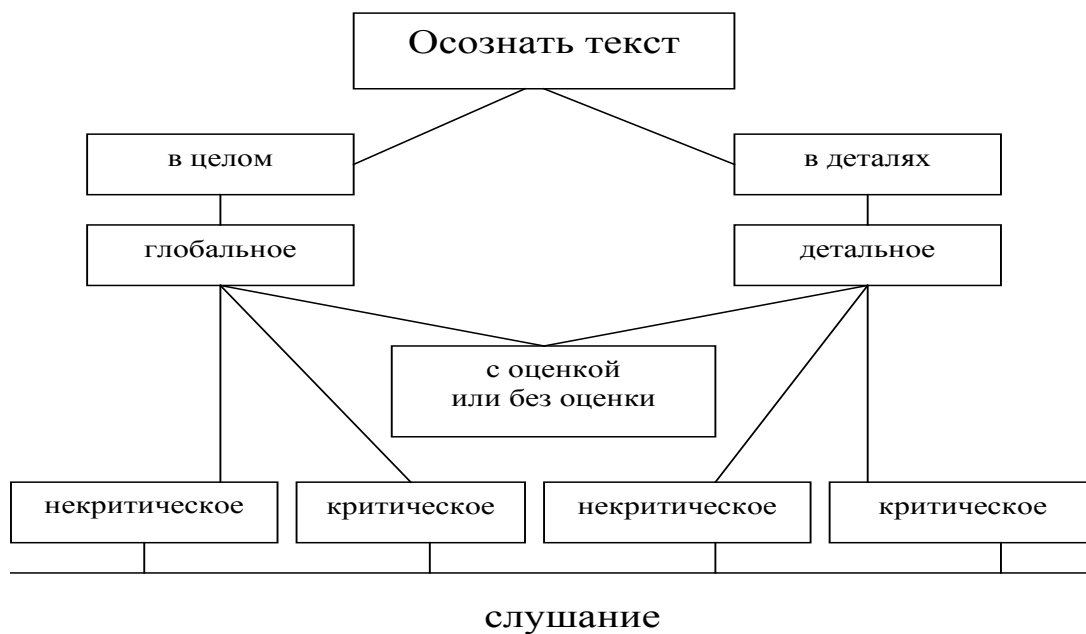 Осознать текст
в целом
в деталях
глобальное
детальное
с оценкой
или без оценки
некритическое
критическое
некритическое
критическое
слушание